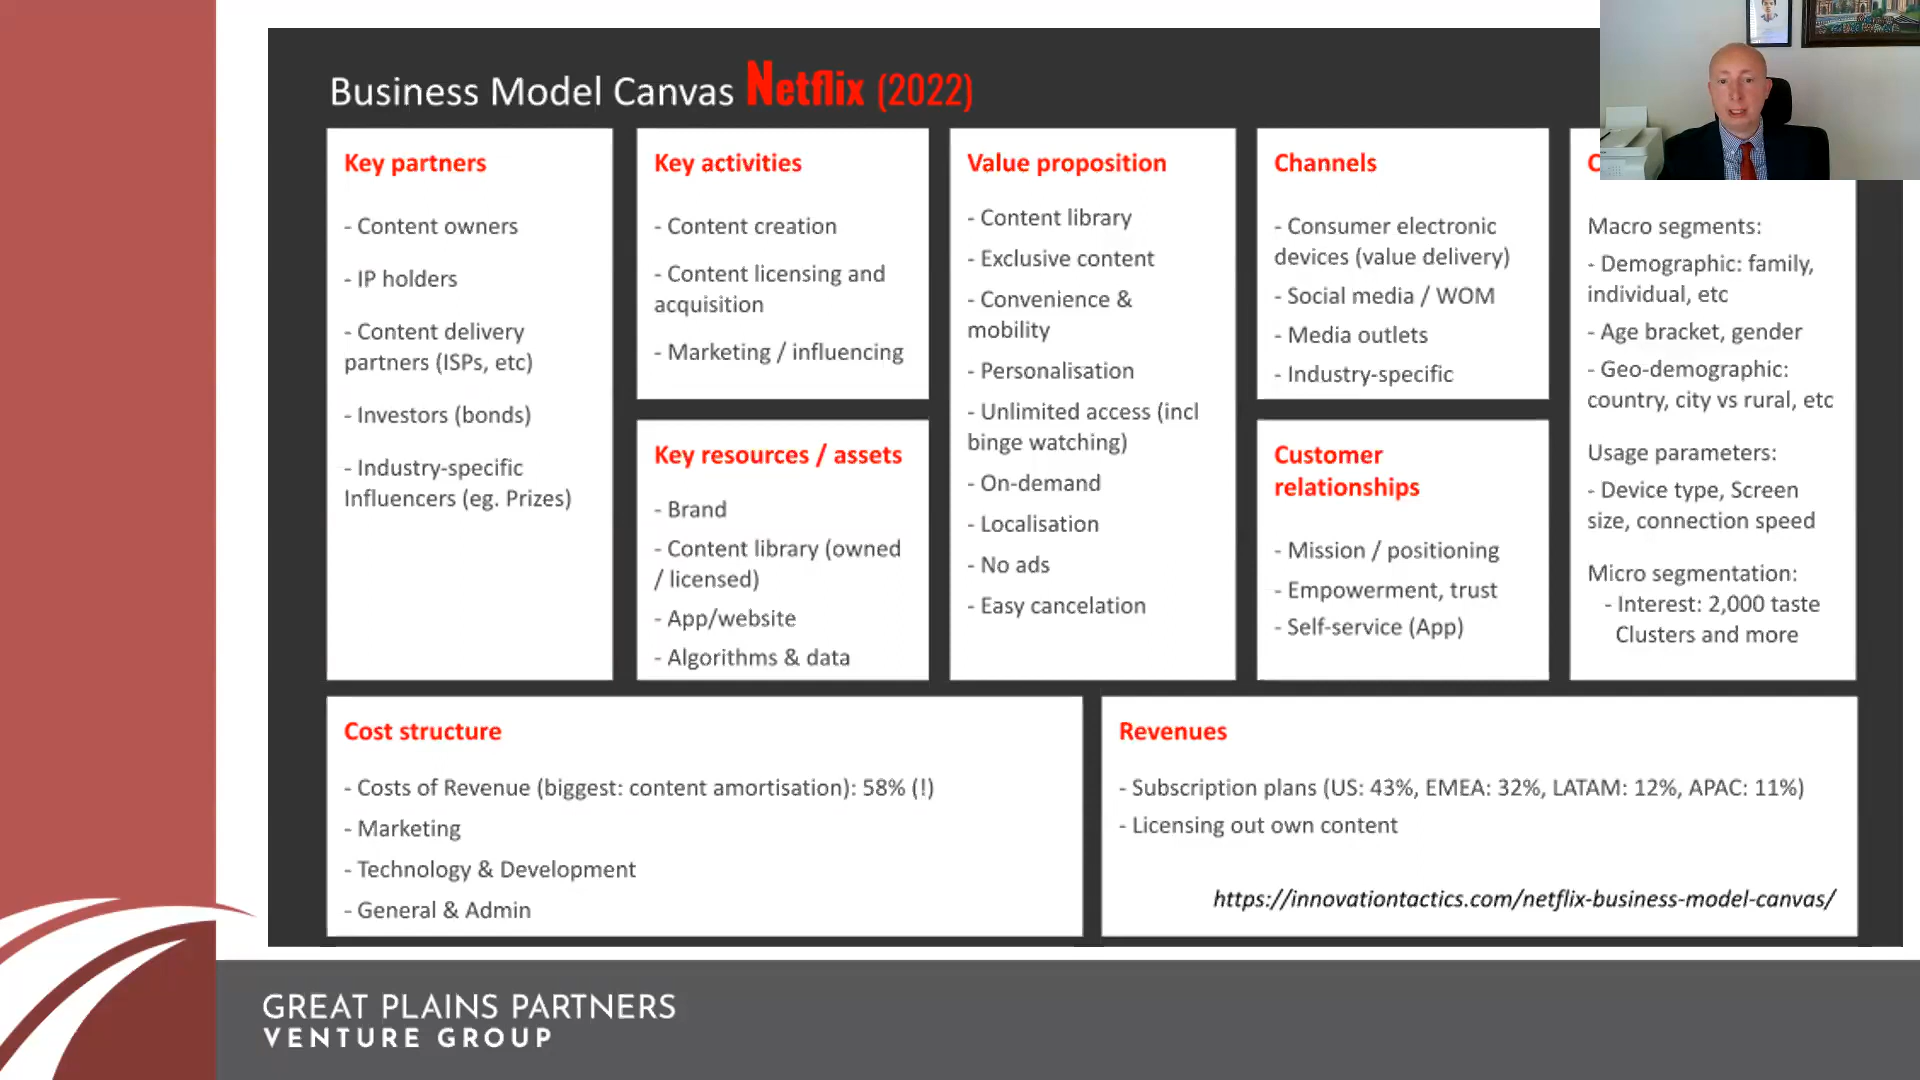 Business Model Canvas Netflix (2022)
Key partners
- Content owners
- IP holders
- Content delivery
partners (ISPs, etc)
- Investors (bonds)
- Industry-specific
Influencers (eg. Prizes)
Key activities
- Content creation
- Content licensing and
acquisition
- Marketing / influencing
Key resources / assets
- Brand
- Content library (owned
/ licensed)
- App/website
- Algorithms & data
Value proposition
- Content library
- Exclusive content
- Convenience &
mobility
- Personalisation
- Unlimited access (incl
binge watching)
- On-demand
- Localisation
- No ads
- Easy cancelation
Channels
- Consumer electronic
devices (value delivery)
- Social media / WOM
- Media outlets
- Industry-specific
Customer
relationships
- Mission / positioning
- Empowerment, trust
- Self-service (App)
Macro segments:
- Demographic: family,
individual, etc
- Age bracket, gender
- Geo-demographic:
country, city vs rural, etc
Usage parameters:
- Device type, Screen
size, connection speed
Micro segmentation:
- Interest: 2,000 taste
Clusters and more
Cost structure
- Costs of Revenue (biggest: content amortisation): 58% (!)
- Marketing
- Technology & Development
- General & Admin
Revenues
- Subscription plans (US: 43%, EMEA: 32%, LATAM: 12%, APAC: 11%)
- Licensing out own content
https://innovationtactics.com/netflix-business-model-canvas/
GREAT PLAINS PARTNERS
VENTURE GROUP